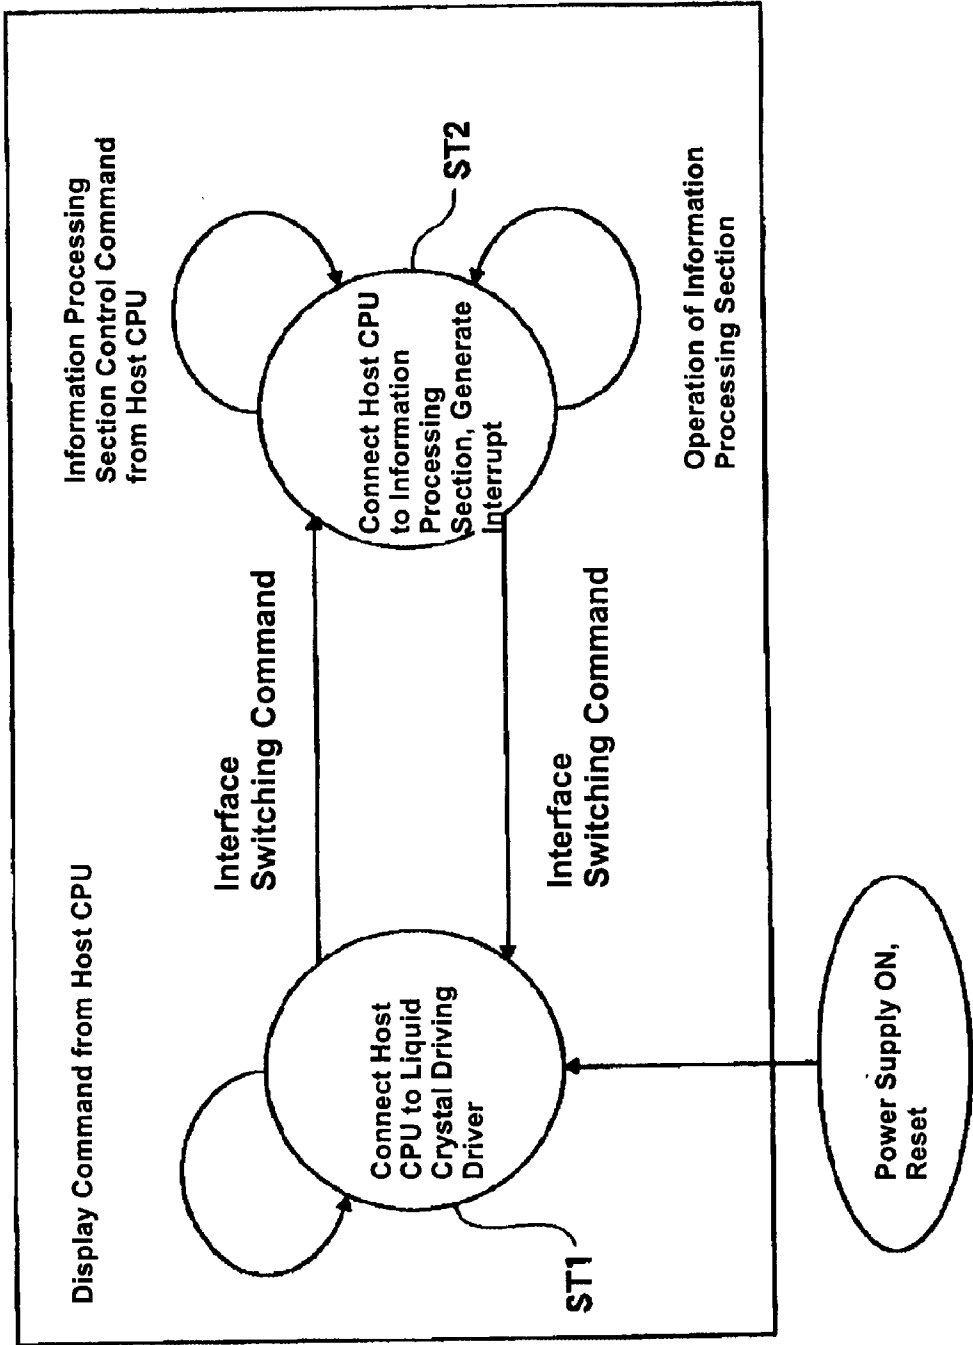 Display Command from Host CPU
Information Processing
Section Control Command
from Host CPU
Interface
Switching Command
ST2
Connect Host
CPU to Liquid
Crystal Driving
Driver
Connect Host CPU
to Information
Processing
Section, Generate
Interrupt
Interface
Switching Command
ST1
Operation of Information
Processing Section
Power Supply ON,
Reset